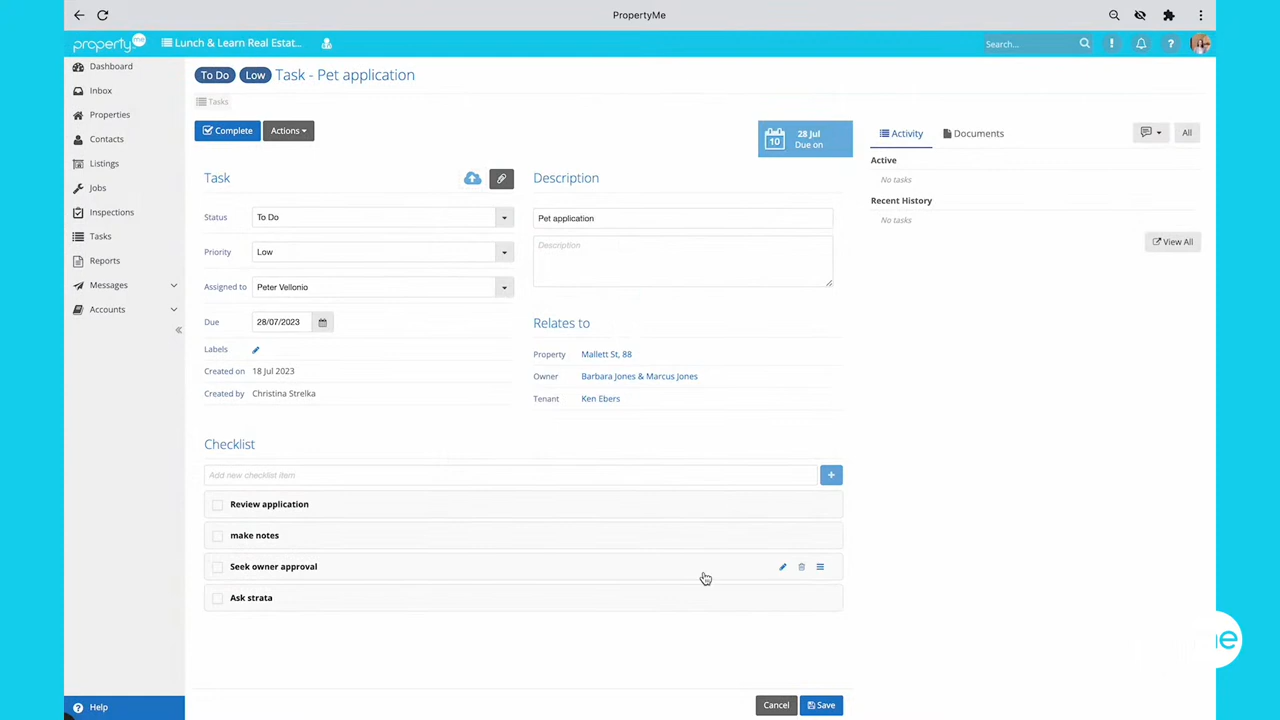 PropertyMe
propertyme
Lunch & Learn Real Estat...
Search...
Dashboard
Inbox
Properties
Contacts
Listings
Jobs
Inspections
Tasks
Reports
Messages
Accounts
Help
To Do Low Task - Pet application
Tasks
Complete Actions
10 28 Jul
Due on
Task
Status To Do
Priority Low
Assigned to Peter Vellonio
Due 28/07/2023
Labels
Created on 18 Jul 2023
Created by Christina Strelka
Description
Pet application
Description
Relates to
Property Mallett St, 88
Owner Barbara Jones & Marcus Jones
Tenant Ken Ebers
Checklist
Add new checklist item
Review application
make notes
Seek owner approval
Ask strata
Cancel Save
Activity Documents All
Active
No tasks
Recent History
No tasks
View All
me